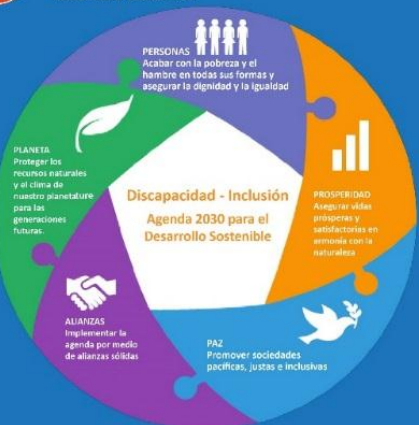 PERSONAS
Acabar con la pobreza y el
hambre en todas sus formas y
asegurar la dignidad y la igualdad
PLANETA
Proteger los
recursos naturales
y el clima de
nuestro planetature
para las
generaciones
futuras.
Discapacidad - Inclusión
Agenda 2030 para el
Desarrollo Sostenible
PROSPERIDAD
Asegurar vidas
prósperas y
satisfactorias en
armonía con la
naturaleza
ALIANZAS
Implementar la
agenda por medio
de alianzas sólidas
PAZ
Promover sociedades
pacíficas, justas e inclusivas